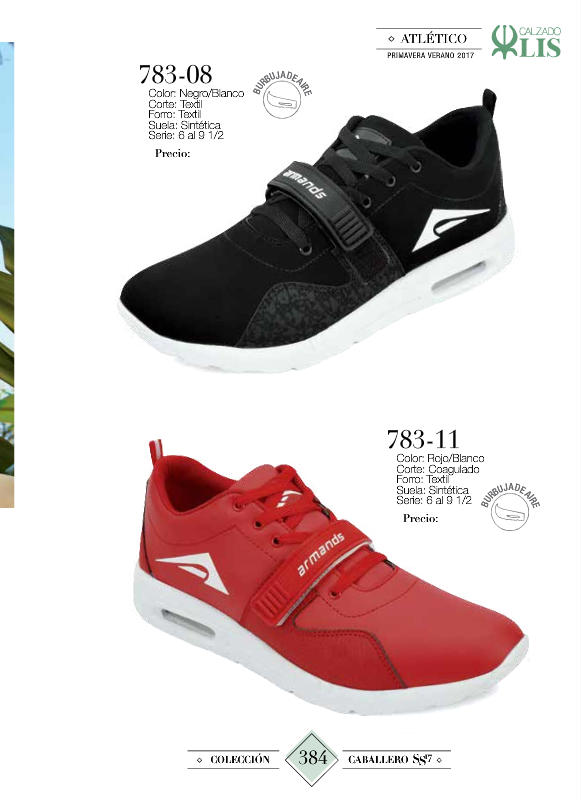 ATLÉTICO
PRIMAVERA VERANO 2017
CALZADO
LIS
783-08
Color: Negro/Blanco
Corte: Textil
Forro: Textil
Suela: Sintética
Serie: 6 al 9 1/2
Precio:
BURBUJA DE AIRE
armands
783-11
Color: Rojo/Blanco
Corte: Coagulado
Forro: Textil
Suela: Sintética
Serie: 6 al 9 1/2
Precio:
BURBUJA DE AIRE
armands
COLECCIÓN
384
CABALLERO SS17